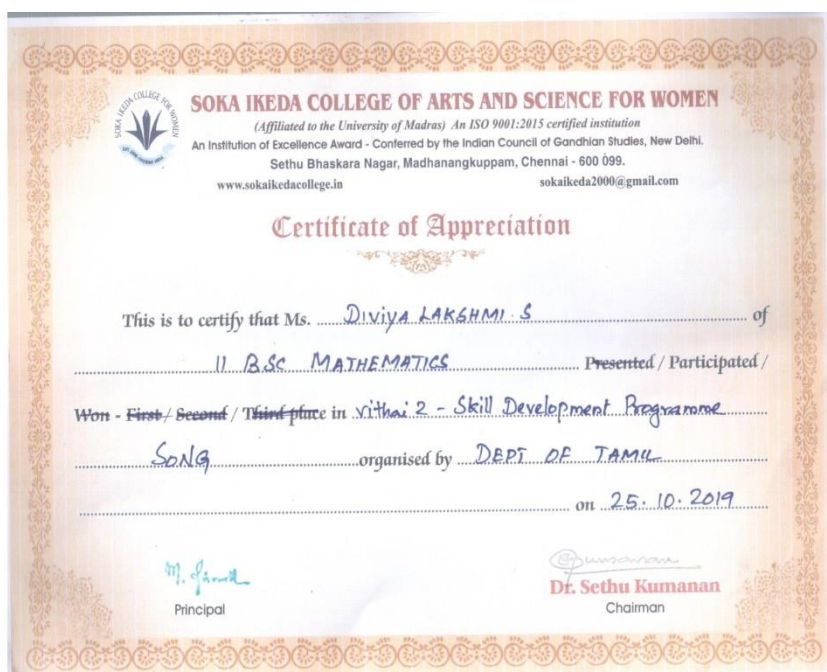 SOKA IKEDA COLLEGE OF ARTS AND SCIENCE FOR WOMEN
(Affiliated to the University of Madras) An ISO 9001:2015 certified institution
An Institution of Excellence Award - Conferred by the Indian Council of Gandhian Studies, New Delhi.
Sethu Bhaskara Nagar, Madhanangkuppam, Chennai - 600 099.
www.sokaikedacollege.in sokaikeda2000@gmail.com
Certificate of Appreciation
This is to certify that Ms. DIVIYA LAKSHMI S of
II BSC MATHEMATICS Presented / Participated /
Won - First / Second / Third place in Vithai 2 - Skill Development Programme
SONG organised by DEPT OF TAMIL
on 25.10.2019
Principal
Dr. Sethu Kumanan
Chairman